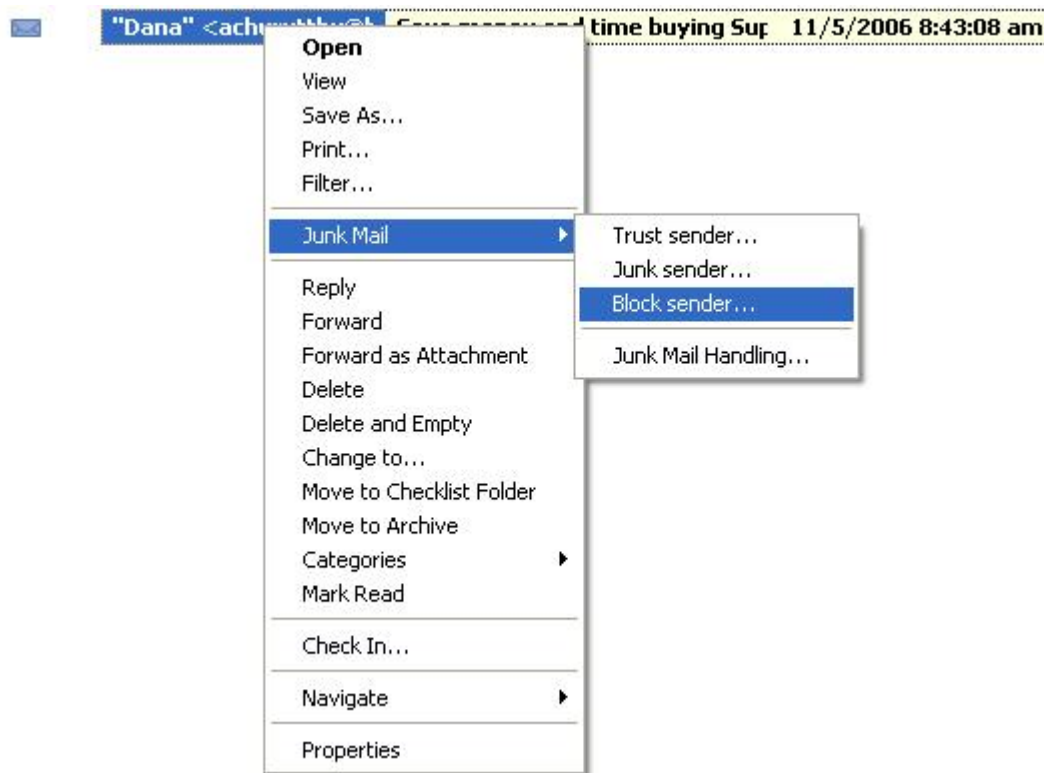 "Dana" <ach time buying Sup 11/5/2006 8:43:08 am
Open
View
Save As...
Print...
Filter...
Junk Mail
Trust sender...
Junk sender...
Block sender...
Junk Mail Handling...
Reply
Forward
Forward as Attachment
Delete
Delete and Empty
Change to...
Move to Checklist Folder
Move to Archive
Categories
Mark Read
Check In...
Navigate
Properties